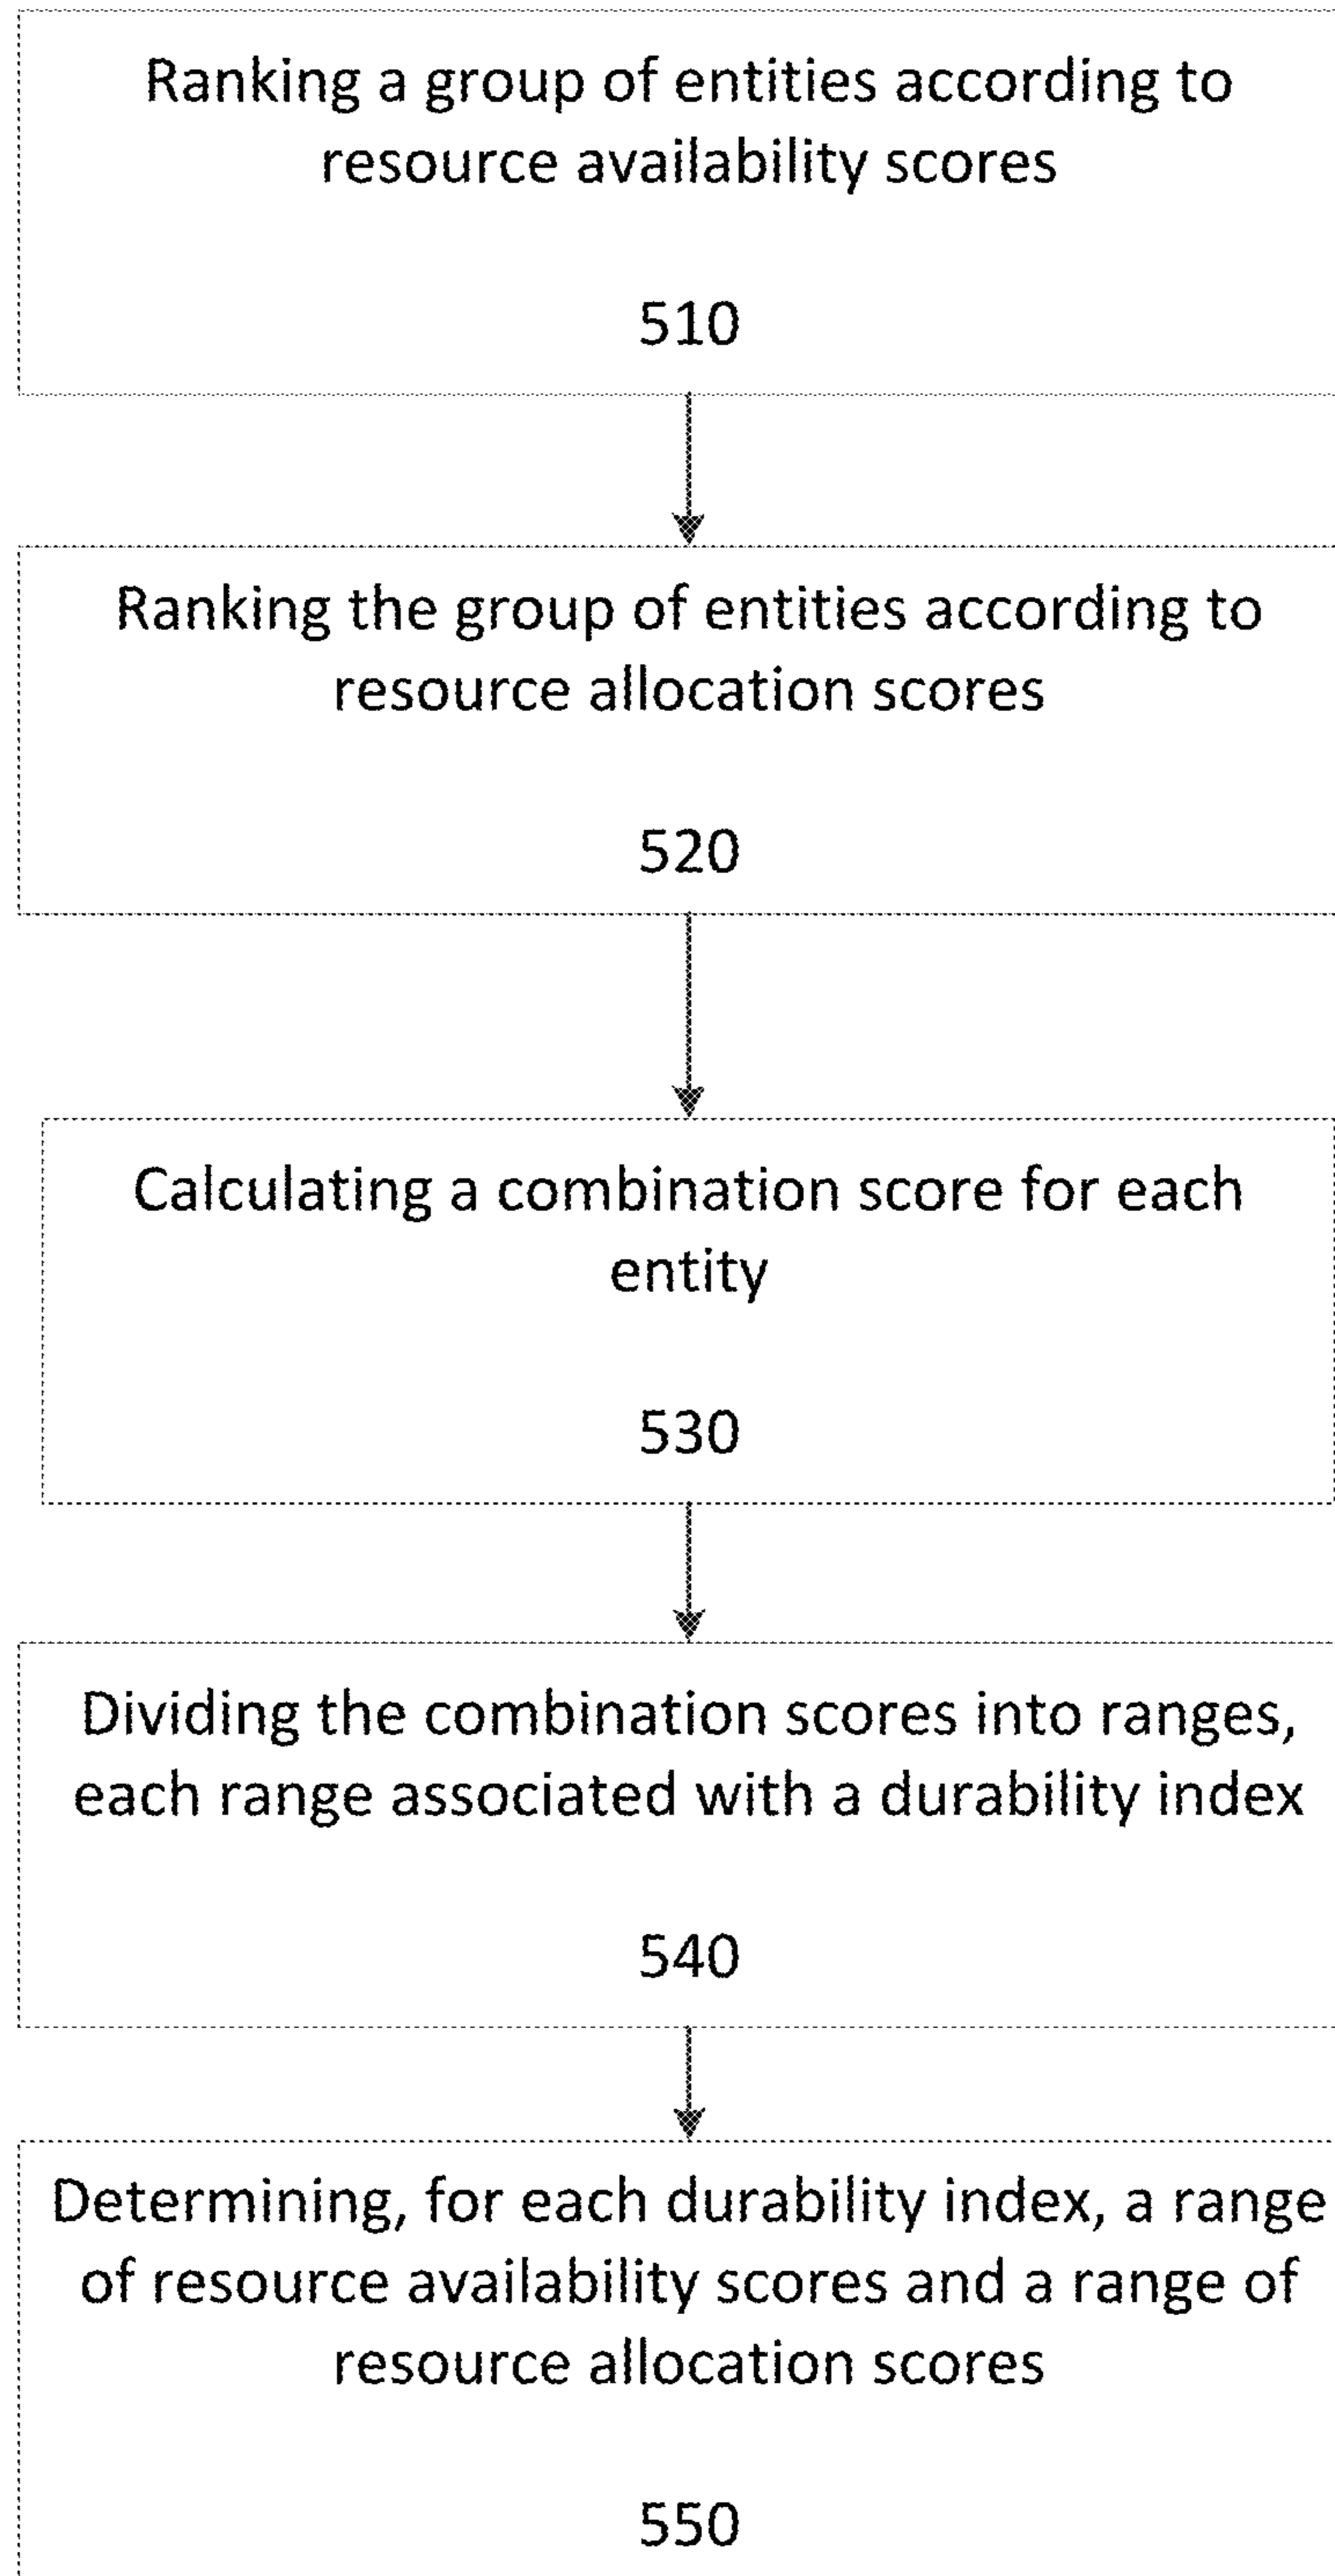 Ranking a group of entities according to
resource availability scores
510
Ranking the group of entities according to
resource allocation scores
520
Calculating a combination score for each
entity
530
Dividing the combination scores into ranges,
each range associated with a durability index
540
Determining, for each durability index, a range
of resource availability scores and a range of
resource allocation scores
550